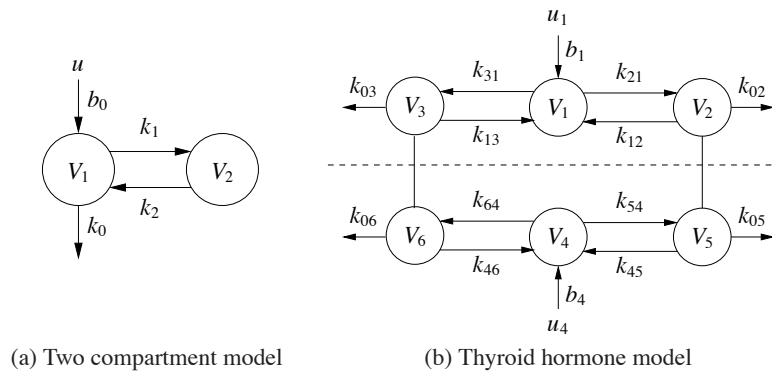 u
b₀
k₁
V₁
V₂
k₂
k₀
(a) Two compartment model
u₁
b₁
k₀₃
k₃₁
k₂₁
k₀₂
V₃
V₁
V₂
k₁₃
k₁₂
k₀₆
k₆₄
k₅₄
k₀₅
V₆
V₄
V₅
k₄₆
k₄₅
b₄
u₄
(b) Thyroid hormone model